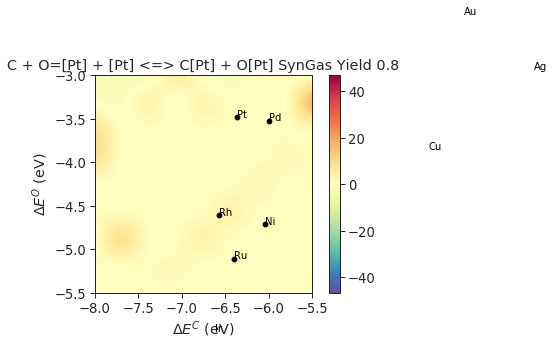 Au
Ag
C + O=[Pt] + [Pt] <=> C[Pt] + O[Pt] SynGas Yield 0.8
Cu
−3.0
−3.5
−4.0
−4.5
−5.0
−5.5
ΔE^O (eV)
Pt
Pd
Rh
Ni
Ru
−8.0 −7.5 −7.0 −6.5 −6.0 −5.5
ΔE^C (eV)
Ir
40
20
0
−20
−40